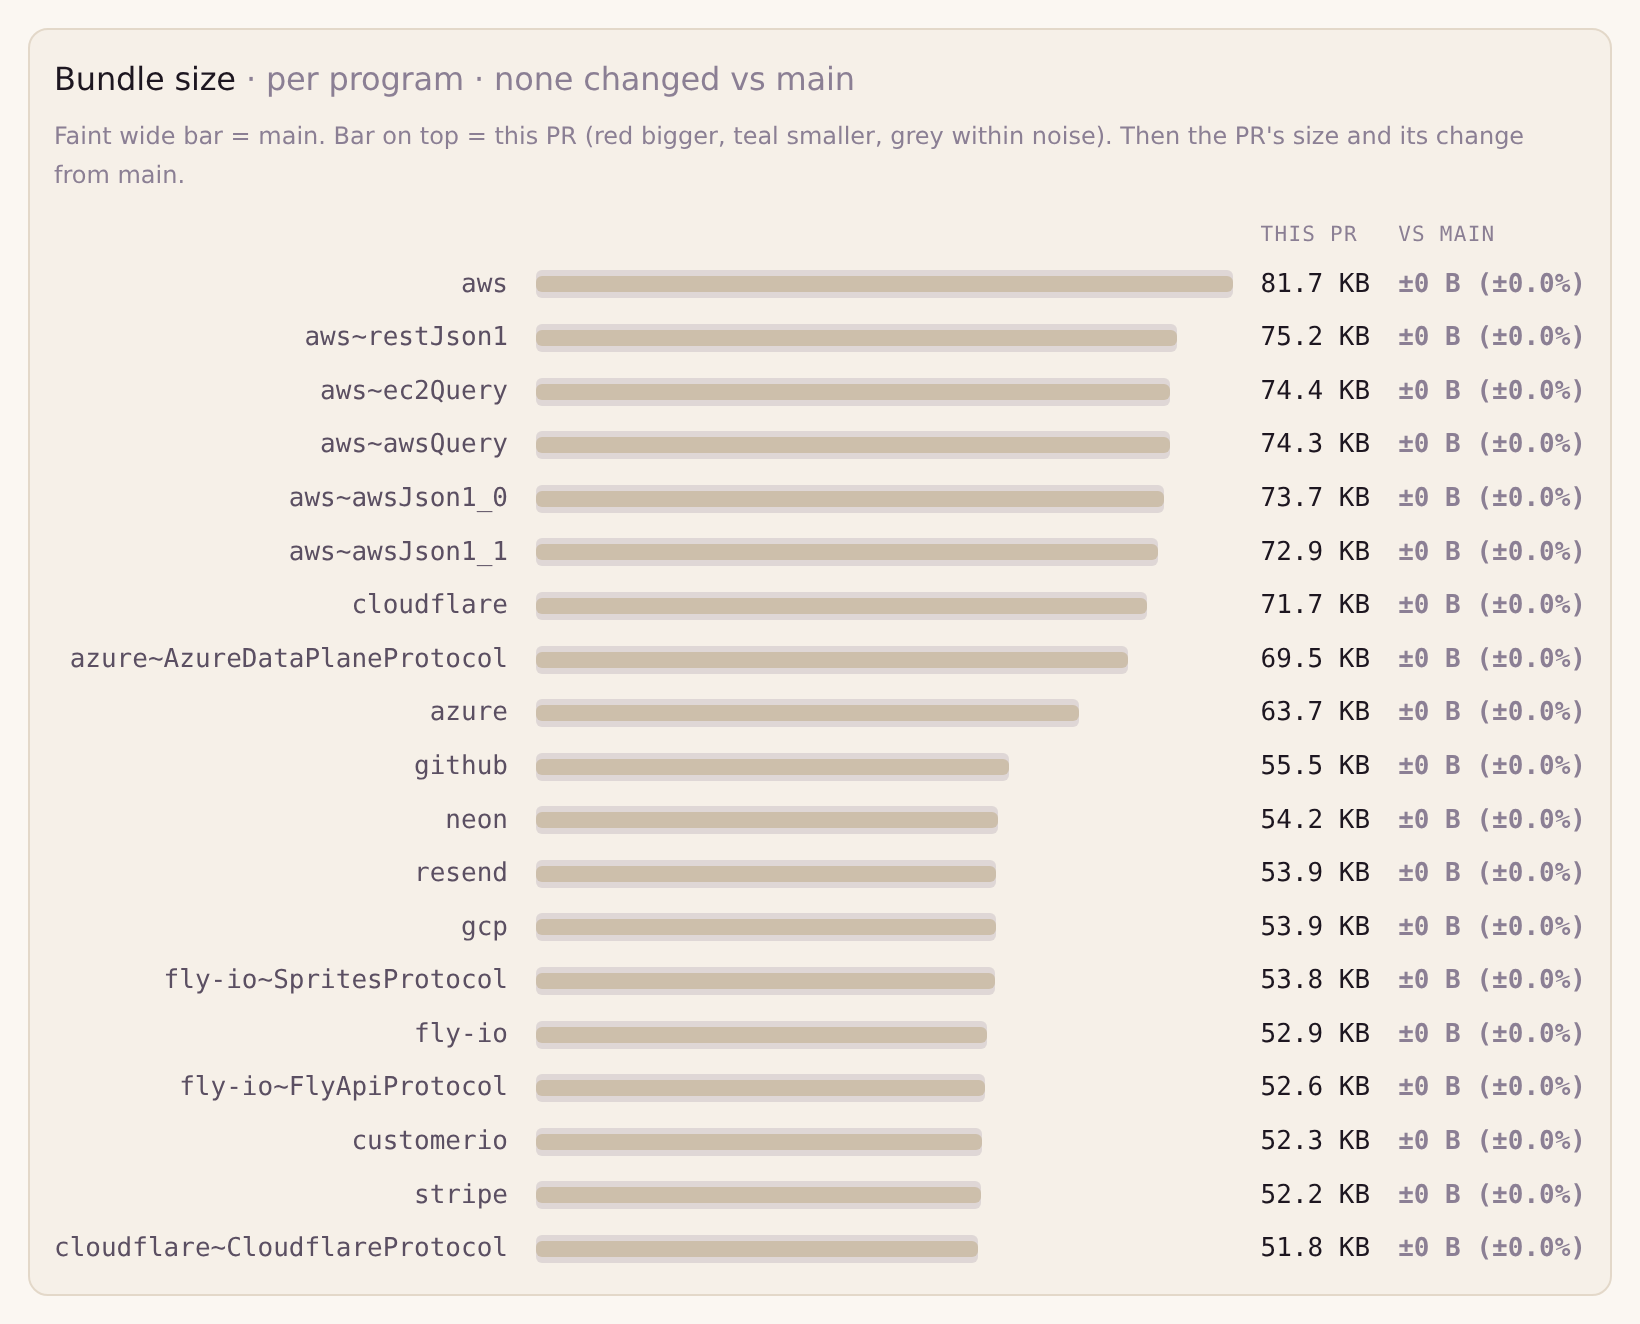 Bundle size · per program · none changed vs main
Faint wide bar = main. Bar on top = this PR (red bigger, teal smaller, grey within noise). Then the PR's size and its change
from main.
THIS PR VS MAIN
aws 81.7 KB ±0 B (±0.0%)
aws~restJson1 75.2 KB ±0 B (±0.0%)
aws~ec2Query 74.4 KB ±0 B (±0.0%)
aws~awsQuery 74.3 KB ±0 B (±0.0%)
aws~awsJson1_0 73.7 KB ±0 B (±0.0%)
aws~awsJson1_1 72.9 KB ±0 B (±0.0%)
cloudflare 71.7 KB ±0 B (±0.0%)
azure~AzureDataPlaneProtocol 69.5 KB ±0 B (±0.0%)
azure 63.7 KB ±0 B (±0.0%)
github 55.5 KB ±0 B (±0.0%)
neon 54.2 KB ±0 B (±0.0%)
resend 53.9 KB ±0 B (±0.0%)
gcp 53.9 KB ±0 B (±0.0%)
fly-io~SpritesProtocol 53.8 KB ±0 B (±0.0%)
fly-io 52.9 KB ±0 B (±0.0%)
fly-io~FlyApiProtocol 52.6 KB ±0 B (±0.0%)
customerio 52.3 KB ±0 B (±0.0%)
stripe 52.2 KB ±0 B (±0.0%)
cloudflare~CloudflareProtocol 51.8 KB ±0 B (±0.0%)